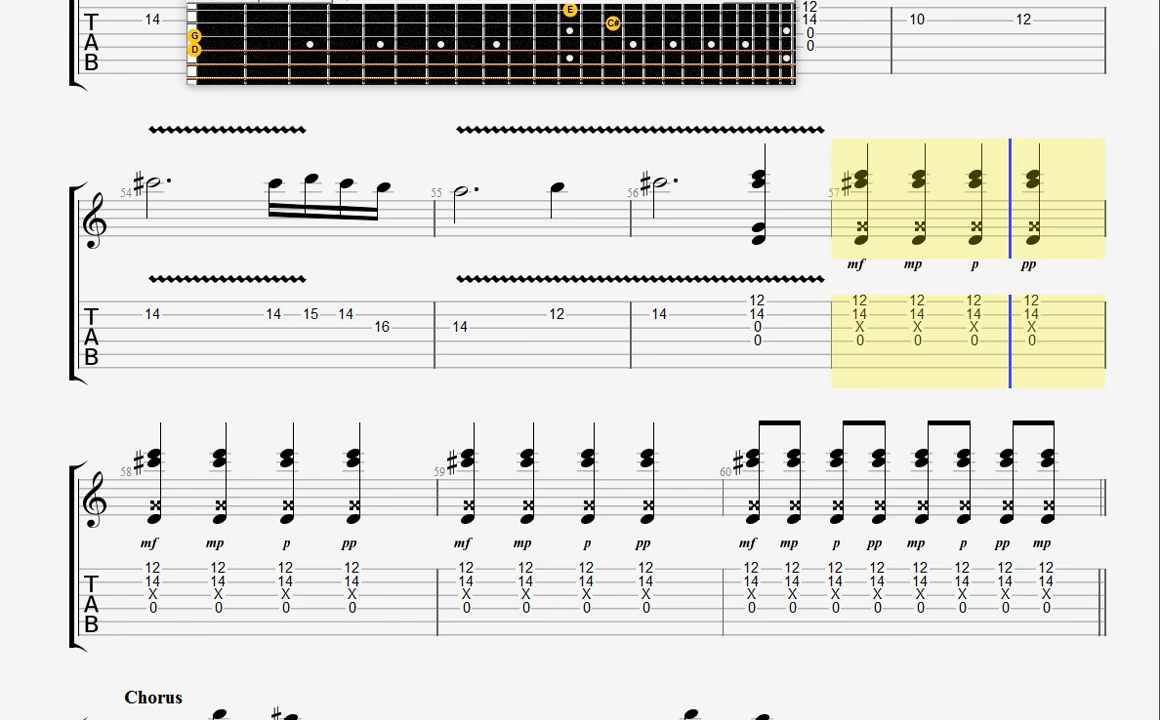 12
T 14 E 14 10 12
G C# 0
A D 0
B
54 55 56 57
mf mp p pp
12 12 12 12 12
T 14 14 15 14 12 14 14 14 14 14 14
16 14 0 X X X X
A 0 0 0 0 0
B
58 59 60
mf mp p pp mf mp p pp mf mp p pp mp p pp mp
12 12 12 12 12 12 12 12 12 12 12 12 12 12 12 12
T 14 14 14 14 14 14 14 14 14 14 14 14 14 14 14 14
X X X X X X X X X X X X X X X X
A 0 0 0 0 0 0 0 0 0 0 0 0 0 0 0 0
B
Chorus